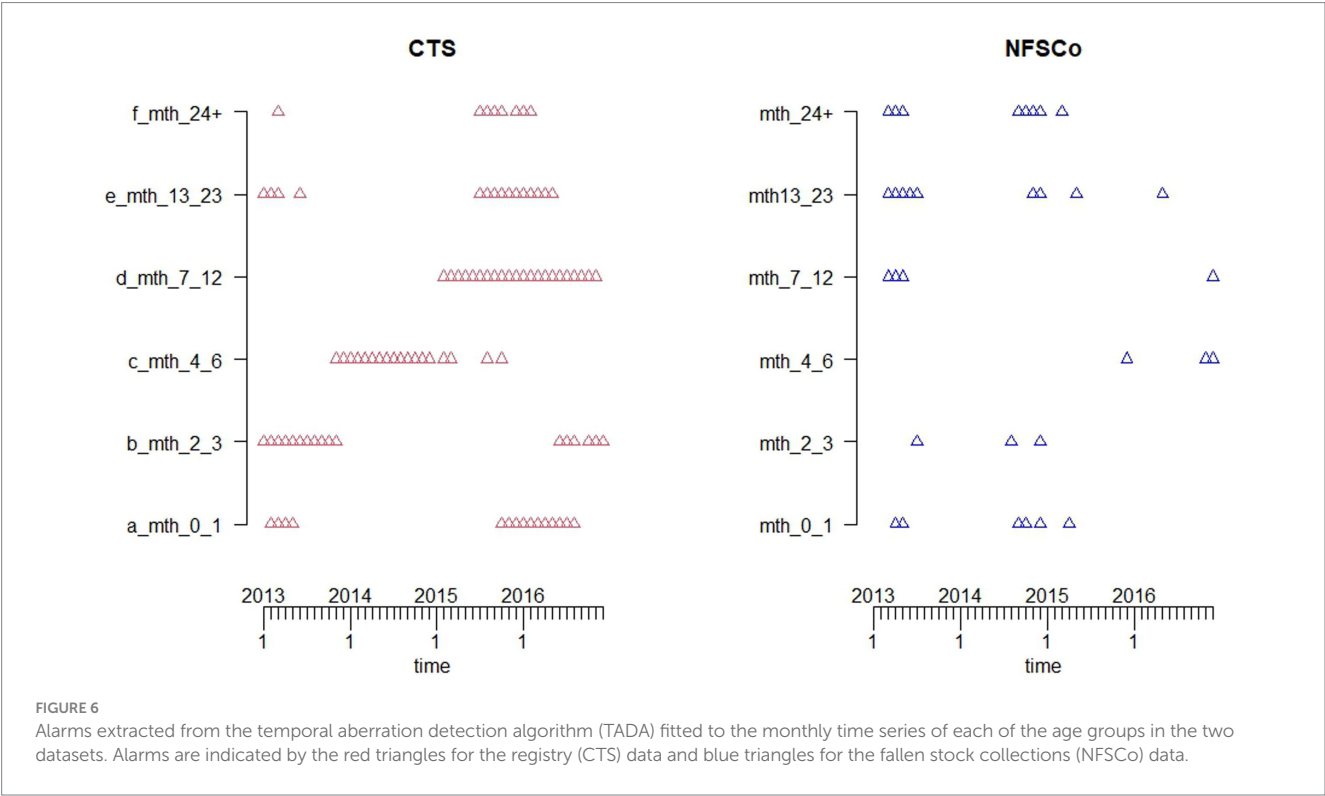 CTS
f_mth_24+
e_mth_13_23
d_mth_7_12
c_mth_4_6
b_mth_2_3
a_mth_0_1
2013 2014 2015 2016
1 1 1 1
time
NFSCo
mth_24+
mth13_23
mth_7_12
mth_4_6
mth_2_3
mth_0_1
2013 2014 2015 2016
1 1 1 1
time
FIGURE 6
Alarms extracted from the temporal aberration detection algorithm (TADA) fitted to the monthly time series of each of the age groups in the two
datasets. Alarms are indicated by the red triangles for the registry (CTS) data and blue triangles for the fallen stock collections (NFSCo) data.